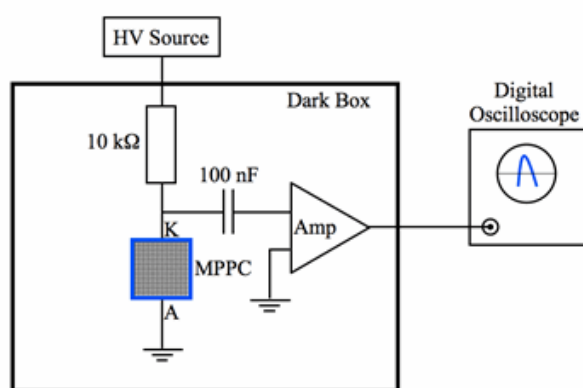 HV Source
Dark Box
Digital
Oscilloscope
10 kΩ
100 nF
K
Amp
MPPC
A